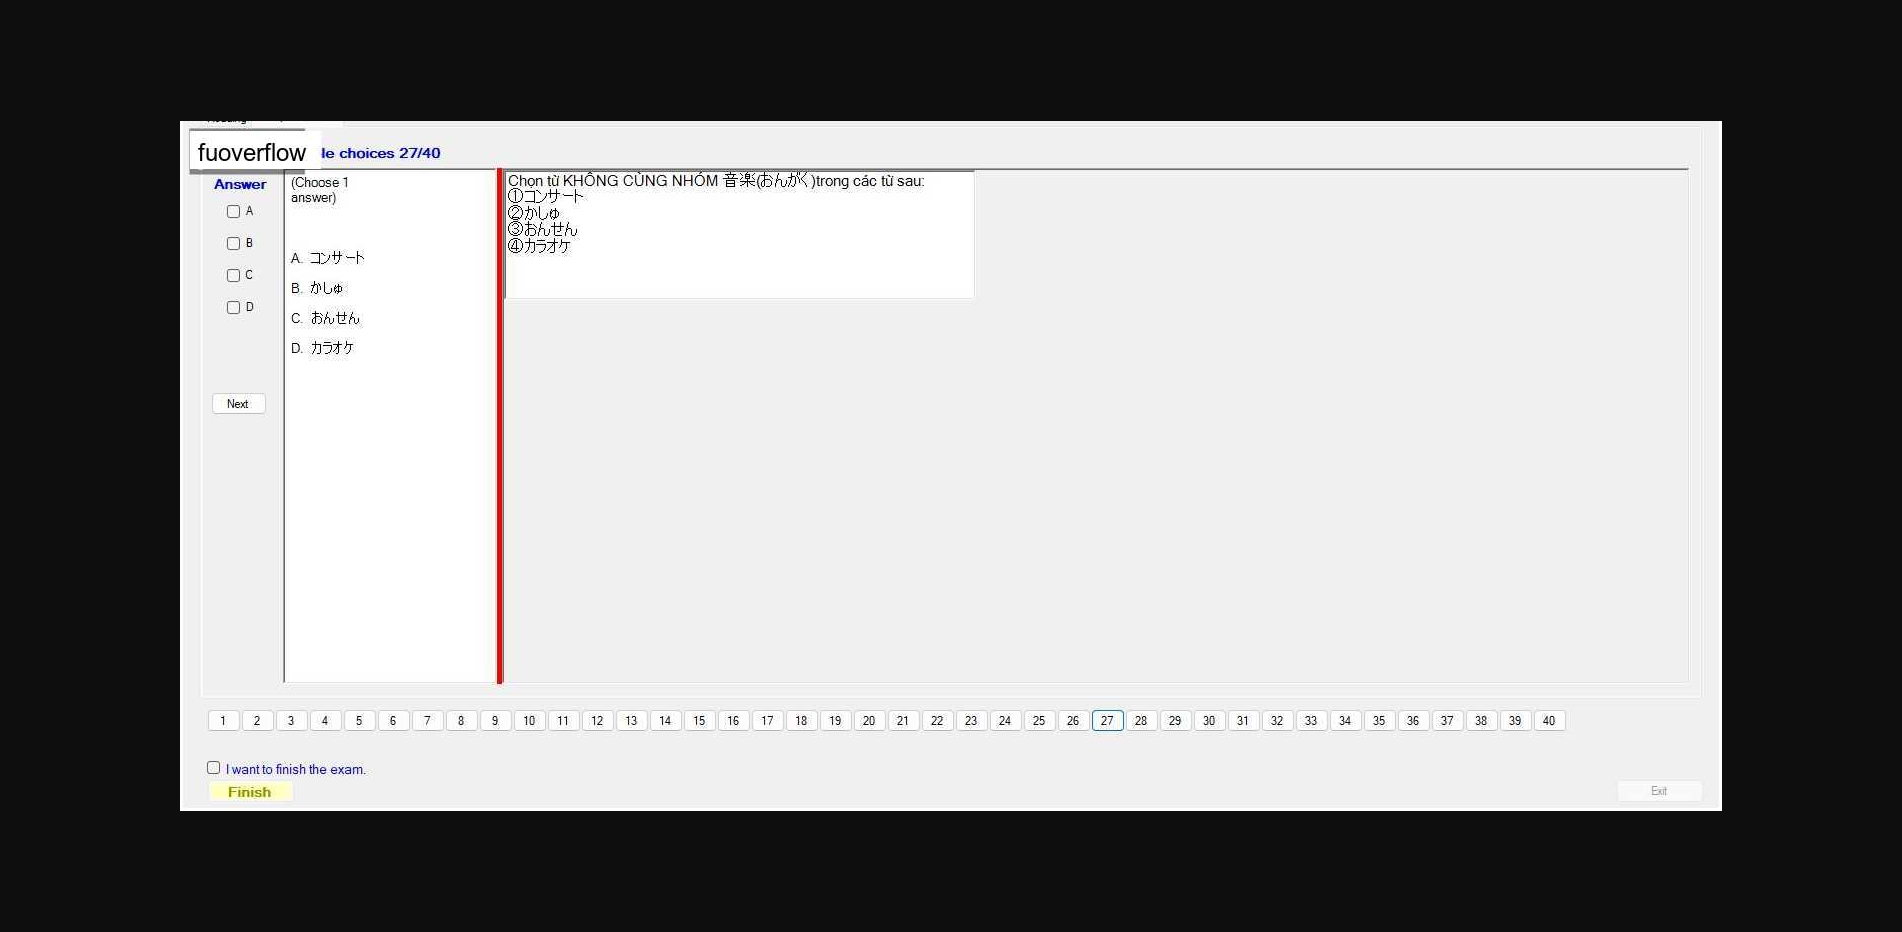 fuoverflow
le choices 27/40
Answer
A
B
C
D
Next
(Choose 1
answer)
A. コンサート
B. かしゅ
C. おんせん
D. カラオケ
Chọn từ KHÔNG CÙNG NHÓM 音楽(おんがく)trong các từ sau:
①コンサート
②かしゅ
③おんせん
④カラオケ
1 2 3 4 5 6 7 8 9 10 11 12 13 14 15 16 17 18 19 20 21 22 23 24 25 26 27 28 29 30 31 32 33 34 35 36 37 38 39 40
I want to finish the exam.
Finish
Exit